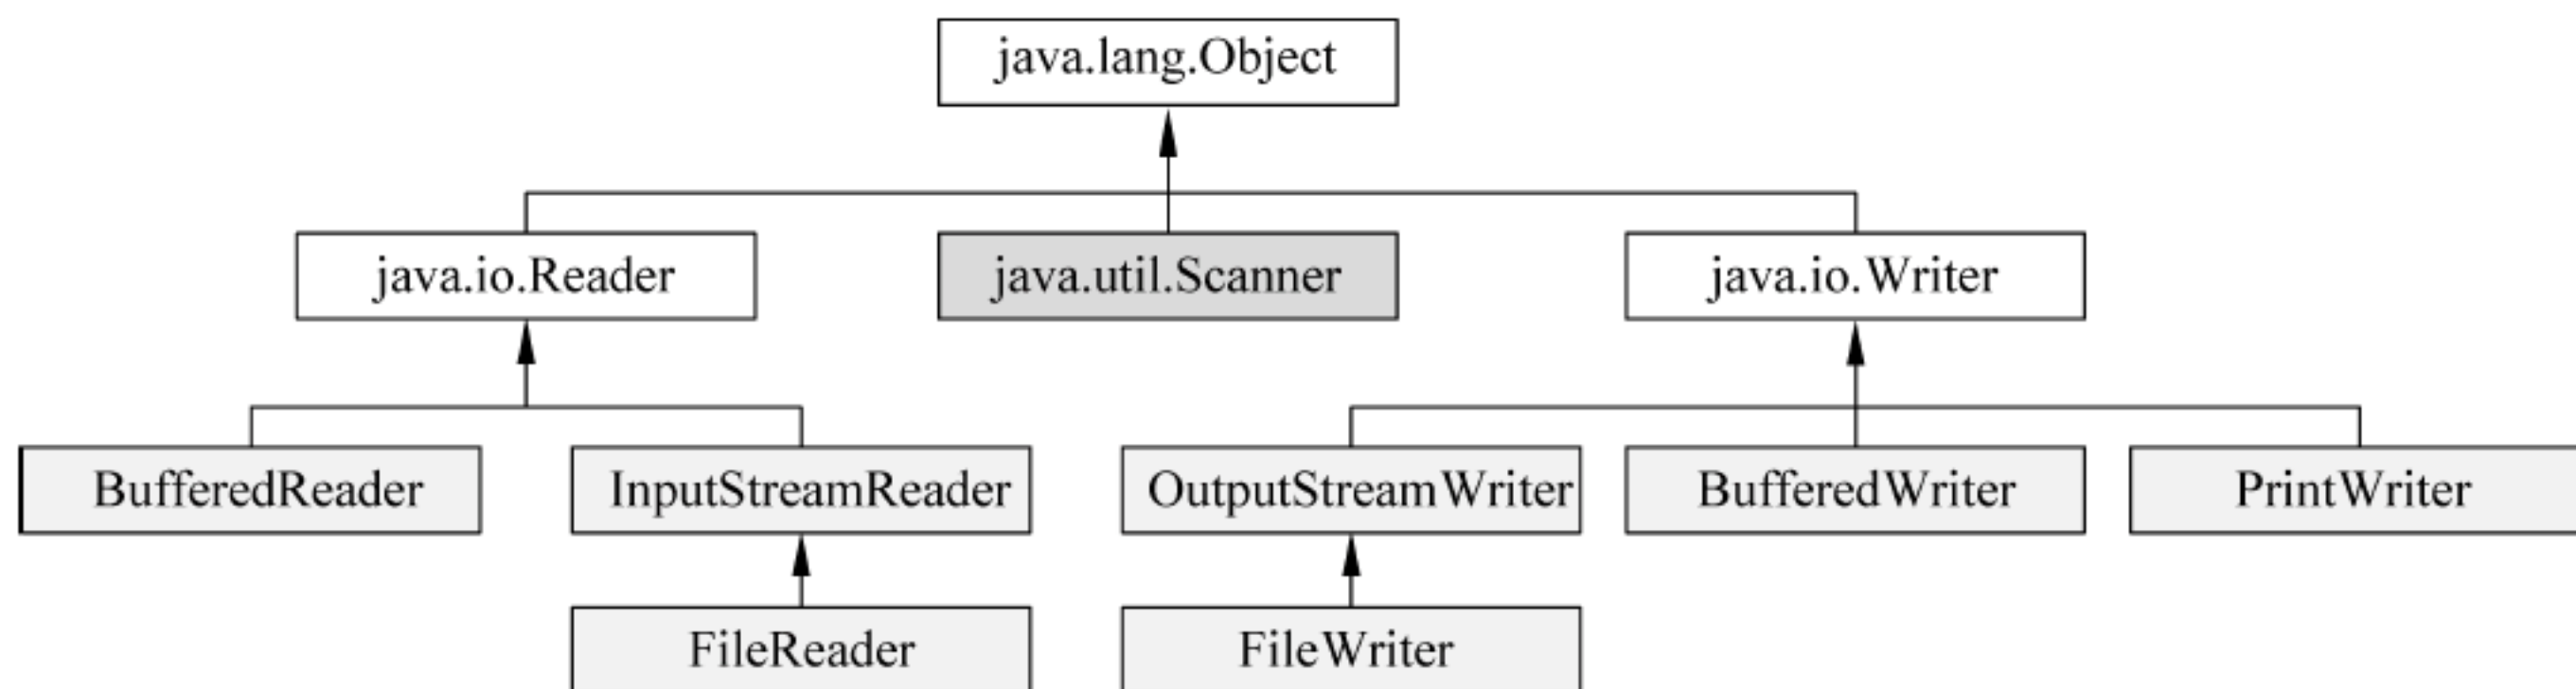 java.lang.Object
java.io.Reader
java.util.Scanner
java.io.Writer
BufferedReader
InputStreamReader
OutputStreamWriter
BufferedWriter
PrintWriter
FileReader
FileWriter